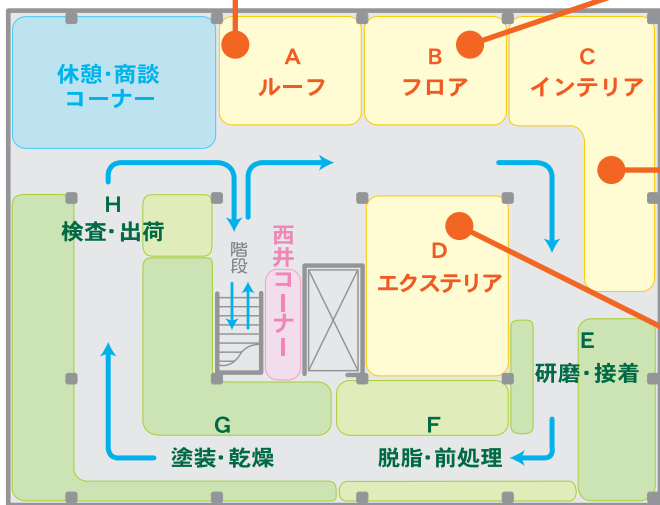 休憩・商談
コーナー
A
ルーフ
B
フロア
C
インテリア
H
検査・出荷
階段
西井コーナー
D
エクステリア
E
研磨・接着
G
塗装・乾燥
F
脱脂・前処理